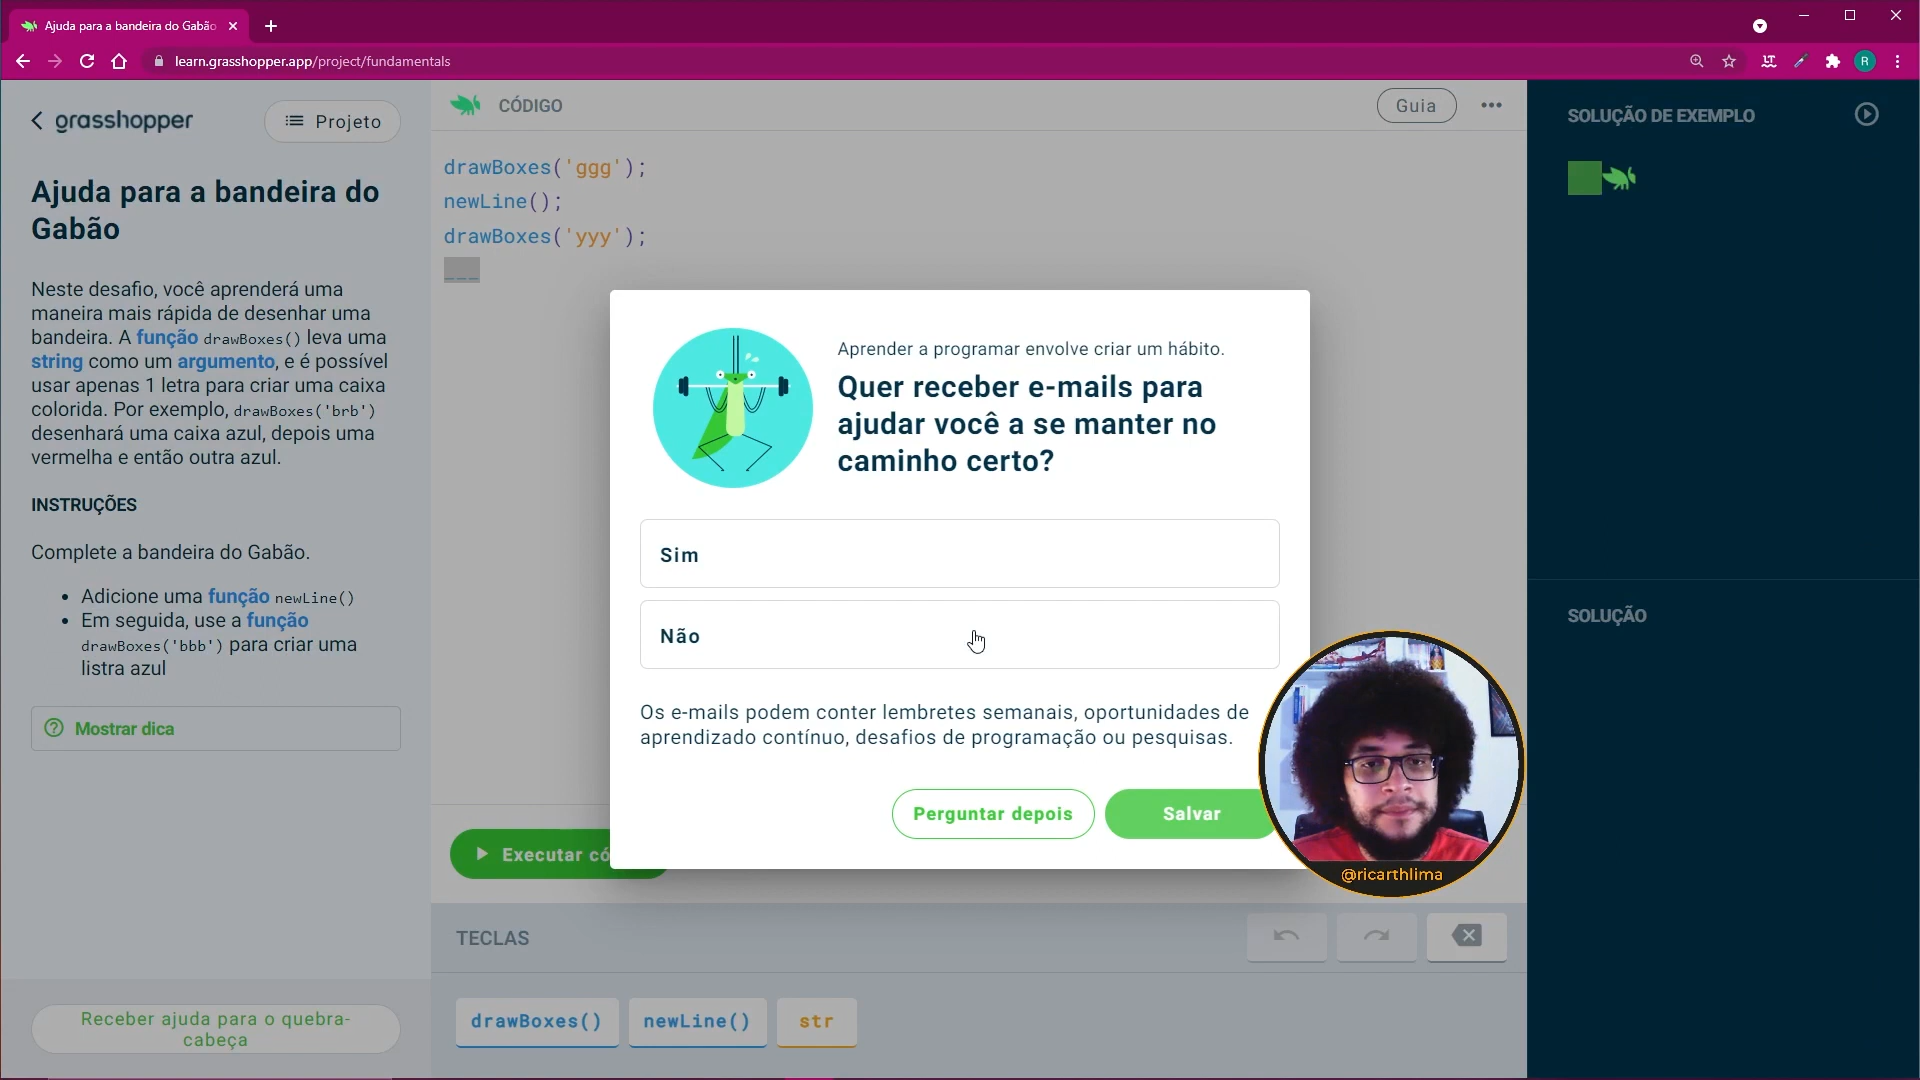 Ajuda para a bandeira do Gabão
learn.grasshopper.app/project/fundamentals
R
grasshopper
Projeto
Ajuda para a bandeira do
Gabão
Neste desafio, você aprenderá uma
maneira mais rápida de desenhar uma
bandeira. A função drawBoxes() leva uma
string como um argumento, e é possível
usar apenas 1 letra para criar uma caixa
colorida. Por exemplo, drawBoxes('brb')
desenhará uma caixa azul, depois uma
vermelha e então outra azul.
INSTRUÇÕES
Complete a bandeira do Gabão.
• Adicione uma função newLine()
• Em seguida, use a função
drawBoxes('bbb') para criar uma
listra azul
Mostrar dica
Receber ajuda para o quebra-
cabeça
CÓDIGO
Guia
drawBoxes('ggg');
newLine();
drawBoxes('yyy');
___
Aprender a programar envolve criar um hábito.
Quer receber e-mails para
ajudar você a se manter no
caminho certo?
Sim
Não
Os e-mails podem conter lembretes semanais, oportunidades de
aprendizado contínuo, desafios de programação ou pesquisas.
Perguntar depois
Salvar
Executar có
TECLAS
drawBoxes()
newLine()
str
SOLUÇÃO DE EXEMPLO
SOLUÇÃO
@ricarthlima